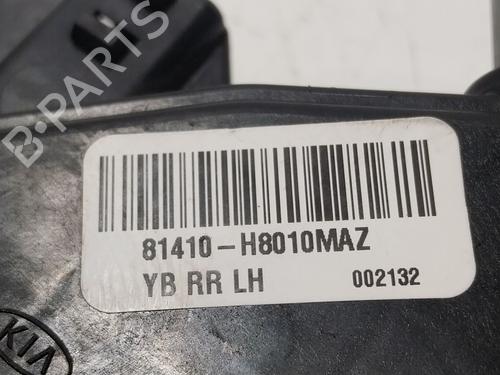 B-PARTS
81410-H8010MAZ
YB RR LH 002132
KIA